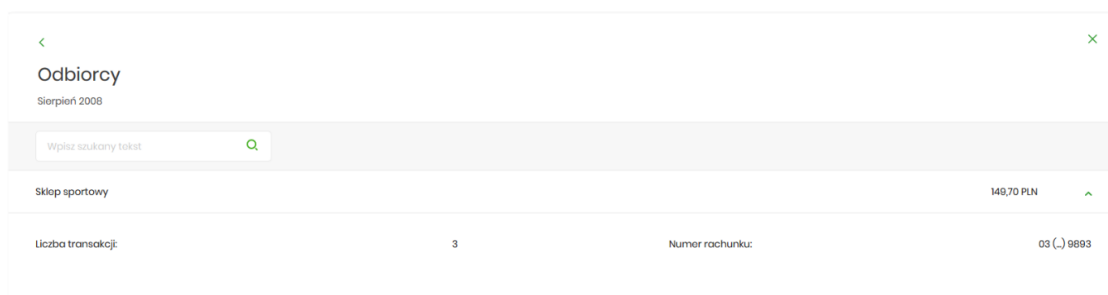 Odbiorcy
Sierpień 2008
Wpisz szukany tekst
Sklep sportowy 149,70 PLN
Liczba transakcji: 3 Numer rachunku: 03 (...) 9893